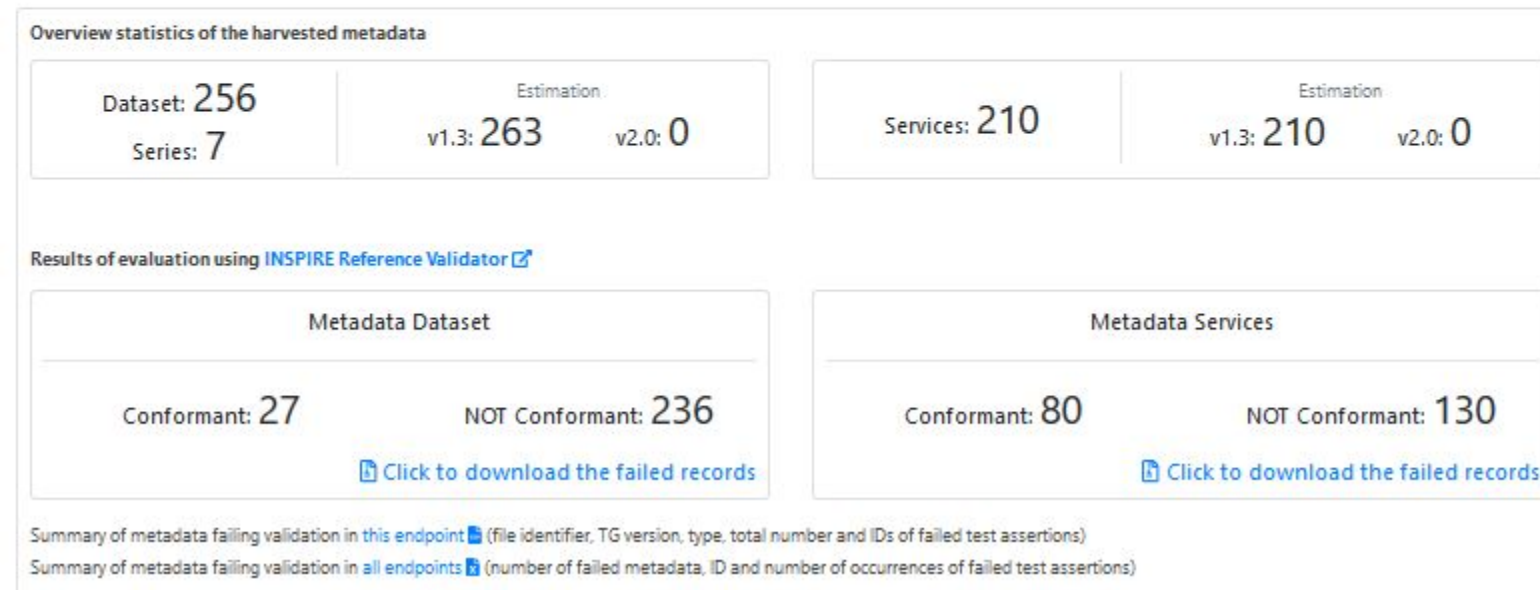 Overview statistics of the harvested metadata
Dataset: 256
Series: 7
Estimation
v1.3: 263 v2.0: 0
Services: 210
Estimation
v1.3: 210 v2.0: 0
Results of evaluation using INSPIRE Reference Validator
Metadata Dataset
Conformant: 27 NOT Conformant: 236
Click to download the failed records
Metadata Services
Conformant: 80 NOT Conformant: 130
Click to download the failed records
Summary of metadata failing validation in this endpoint (file identifier, TG version, type, total number and IDs of failed test assertions)
Summary of metadata failing validation in all endpoints (number of failed metadata, ID and number of occurrences of failed test assertions)